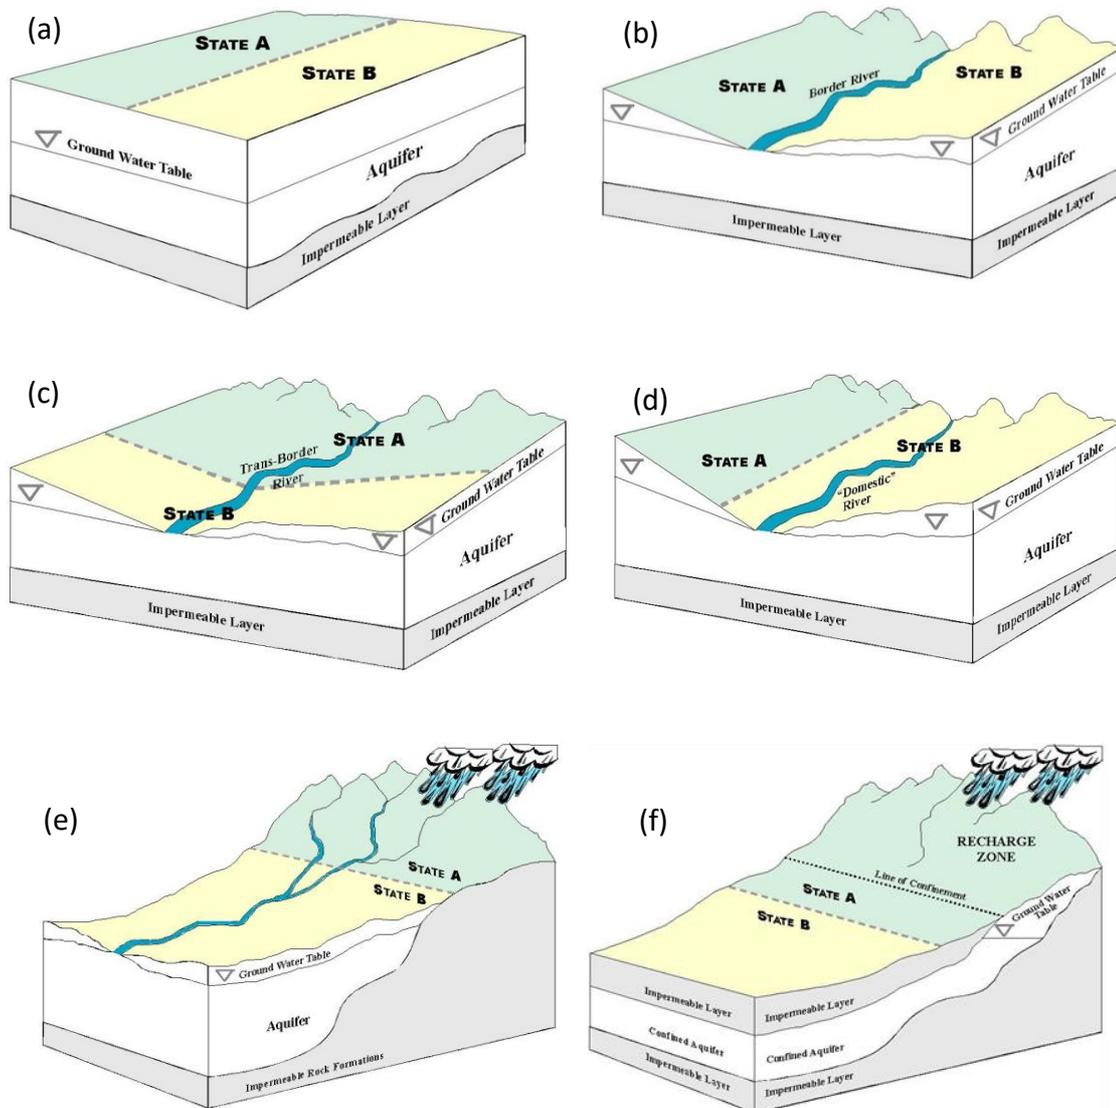 (a)
STATE A
STATE B
Ground Water Table
Aquifer
Impermeable Layer
(b)
STATE A
Border River
STATE B
Ground Water Table
Aquifer
Impermeable Layer
Impermeable Layer
(c)
STATE A
Trans-Border
River
STATE B
Ground Water Table
Aquifer
Impermeable Layer
Impermeable Layer
(d)
STATE A
STATE B
"Domestic"
River
Ground Water Table
Aquifer
Impermeable Layer
Impermeable Layer
(e)
STATE A
STATE B
Ground Water Table
Aquifer
Impermeable Rock Formations
(f)
RECHARGE
ZONE
Line of Confinement
STATE A
STATE B
Ground Water
Table
Impermeable Layer
Impermeable Layer
Confined Aquifer
Confined Aquifer
Impermeable Layer
Impermeable Layer